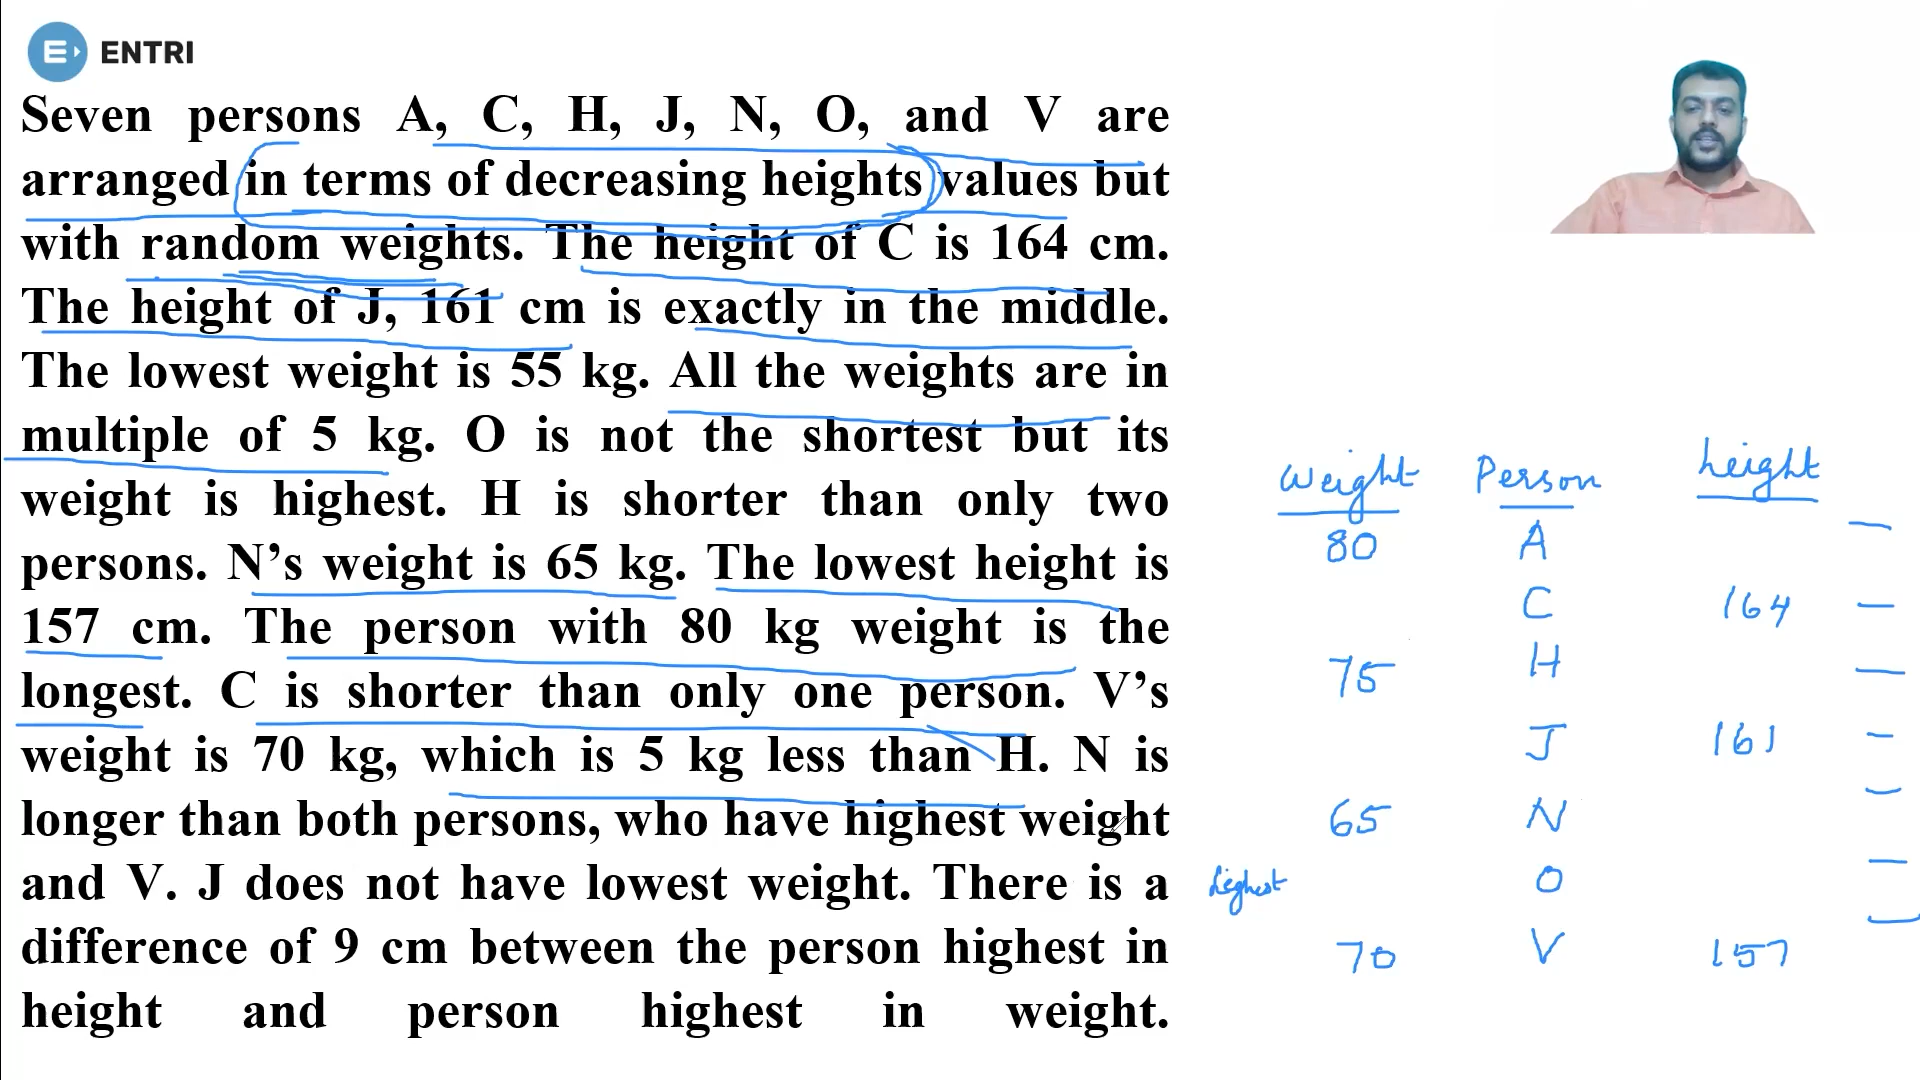 ENTRI
Seven persons A, C, H, J, N, O, and V are
arranged in terms of decreasing heights values but
with random weights. The height of C is 164 cm.
The height of J, 161 cm is exactly in the middle.
The lowest weight is 55 kg. All the weights are in
multiple of 5 kg. O is not the shortest but its
weight is highest. H is shorter than only two
persons. N’s weight is 65 kg. The lowest height is
157 cm. The person with 80 kg weight is the
longest. C is shorter than only one person. V’s
weight is 70 kg, which is 5 kg less than H. N is
longer than both persons, who have highest weight
and V. J does not have lowest weight. There is a
difference of 9 cm between the person highest in
height and person highest in weight.
Weight Person height
80 A
C 164
75 H
J 161
65 N
highest O
70 V 157